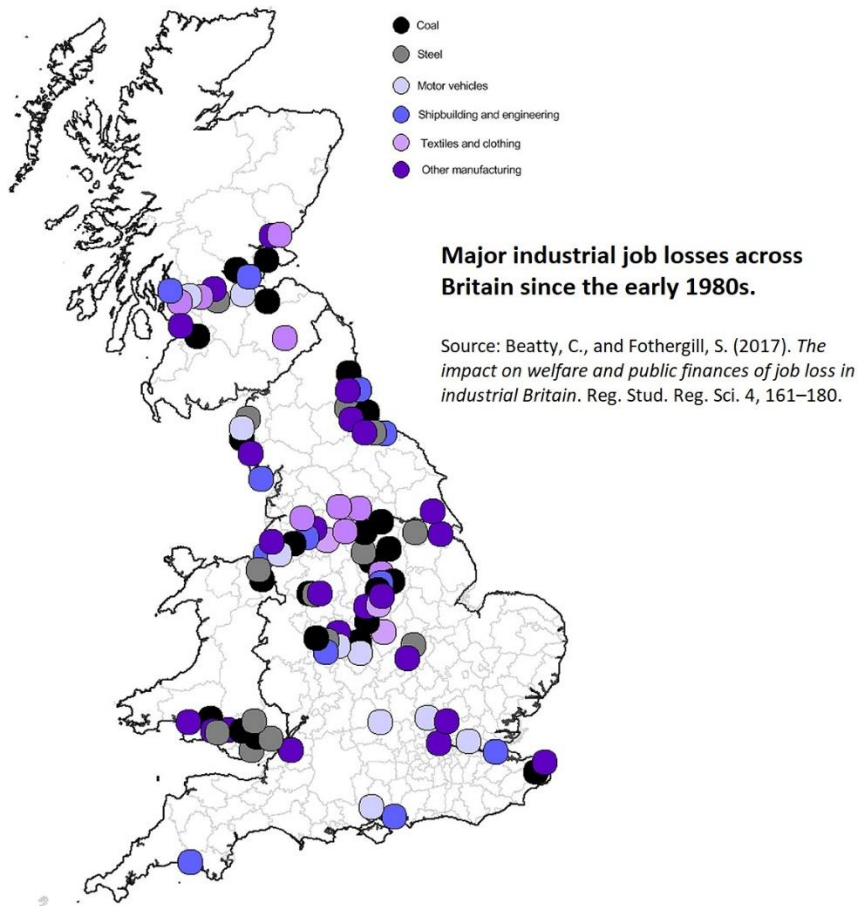 Coal
Steel
Motor vehicles
Shipbuilding and engineering
Textiles and clothing
Other manufacturing
Major industrial job losses across
Britain since the early 1980s.
Source: Beatty, C., and Fothergill, S. (2017). The
impact on welfare and public finances of job loss in
industrial Britain. Reg. Stud. Reg. Sci. 4, 161–180.